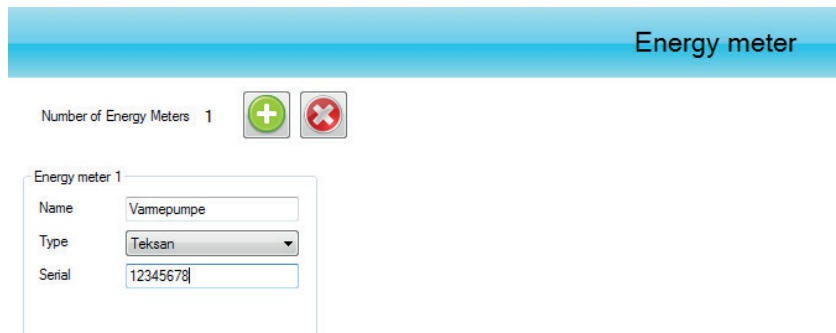 Energy meter
Number of Energy Meters 1
Energy meter 1
Name Varmepumpe
Type Teksan
Serial 12345678